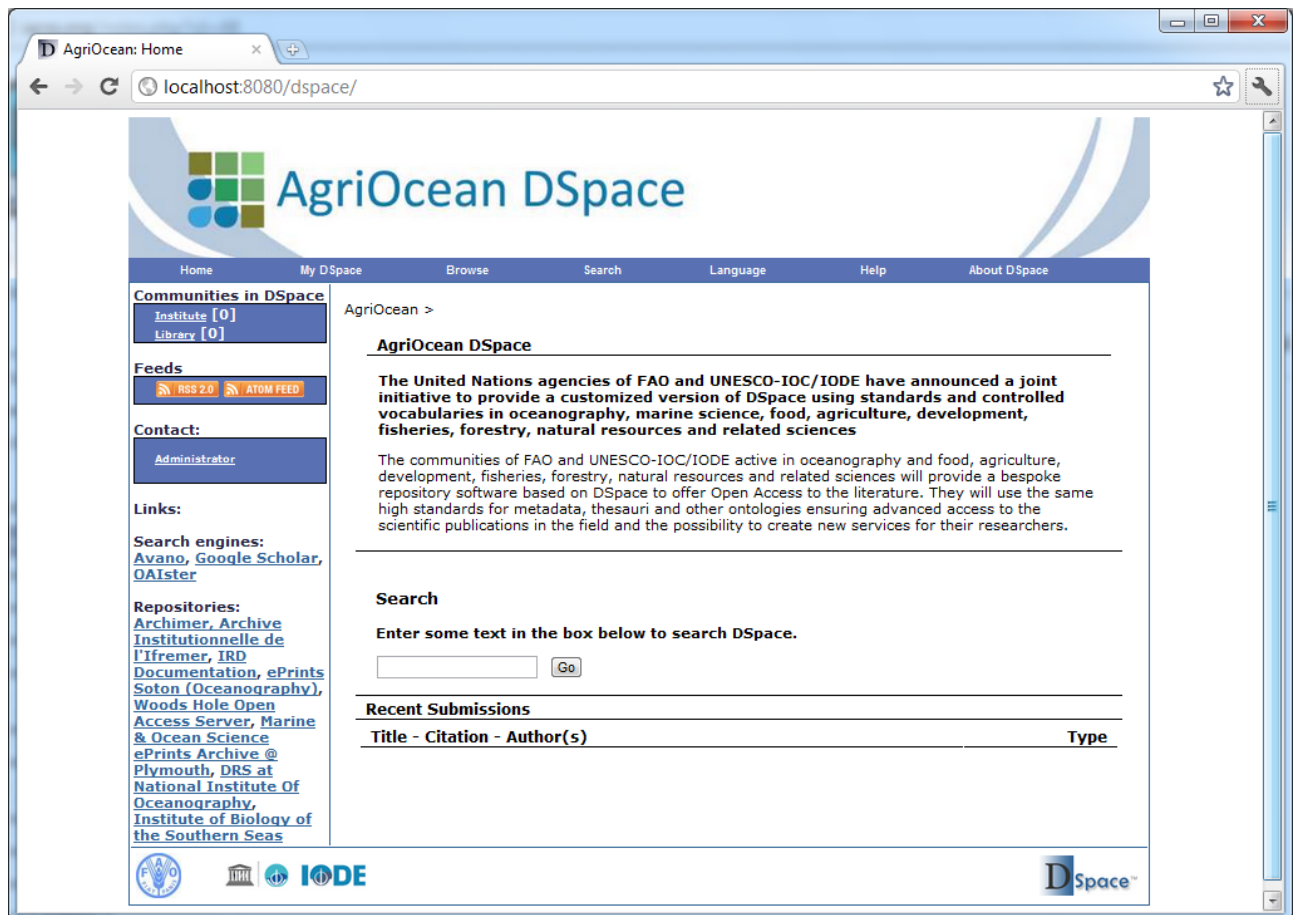 AgriOcean: Home
localhost:8080/dspace/
AgriOcean DSpace
Home My DSpace Browse Search Language Help About DSpace
Communities in DSpace
Institute [0]
Library [0]
Feeds
RSS 2.0 ATOM FEED
Contact:
Administrator
Links:
Search engines:
Avano, Google Scholar,
OAIster
Repositories:
Archimer, Archive
Institutionnelle de
l'Ifremer, IRD
Documentation, ePrints
Soton (Oceanography),
Woods Hole Open
Access Server, Marine
& Ocean Science
ePrints Archive @
Plymouth, DRS at
National Institute Of
Oceanography,
Institute of Biology of
the Southern Seas
AgriOcean >
AgriOcean DSpace
The United Nations agencies of FAO and UNESCO-IOC/IODE have announced a joint
initiative to provide a customized version of DSpace using standards and controlled
vocabularies in oceanography, marine science, food, agriculture, development,
fisheries, forestry, natural resources and related sciences
The communities of FAO and UNESCO-IOC/IODE active in oceanography and food, agriculture,
development, fisheries, forestry, natural resources and related sciences will provide a bespoke
repository software based on DSpace to offer Open Access to the literature. They will use the same
high standards for metadata, thesauri and other ontologies ensuring advanced access to the
scientific publications in the field and the possibility to create new services for their researchers.
Search
Enter some text in the box below to search DSpace.
Go
Recent Submissions
Title - Citation - Author(s) Type
FAO
FIAT PANIS
IODE
DSpace™